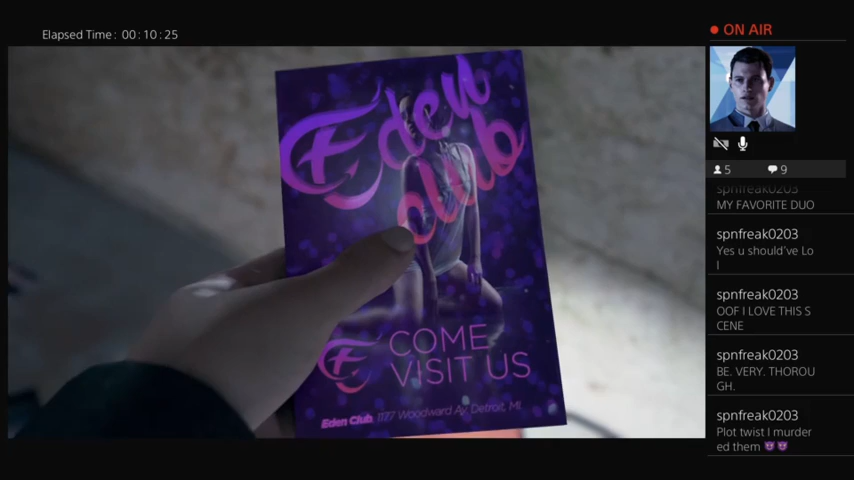 Elapsed Time: 00:10:25
ON AIR
Eden
club
5
9
spnfreak0203
MY FAVORITE DUO
spnfreak0203
Yes u should've Lo
l
spnfreak0203
OOF I LOVE THIS S
CENE
spnfreak0203
BE. VERY. THOROU
GH.
spnfreak0203
Plot twist I murder
ed them 😈😈
COME
VISIT US
Eden Club, 1177 Woodward Av. Detroit, MI.